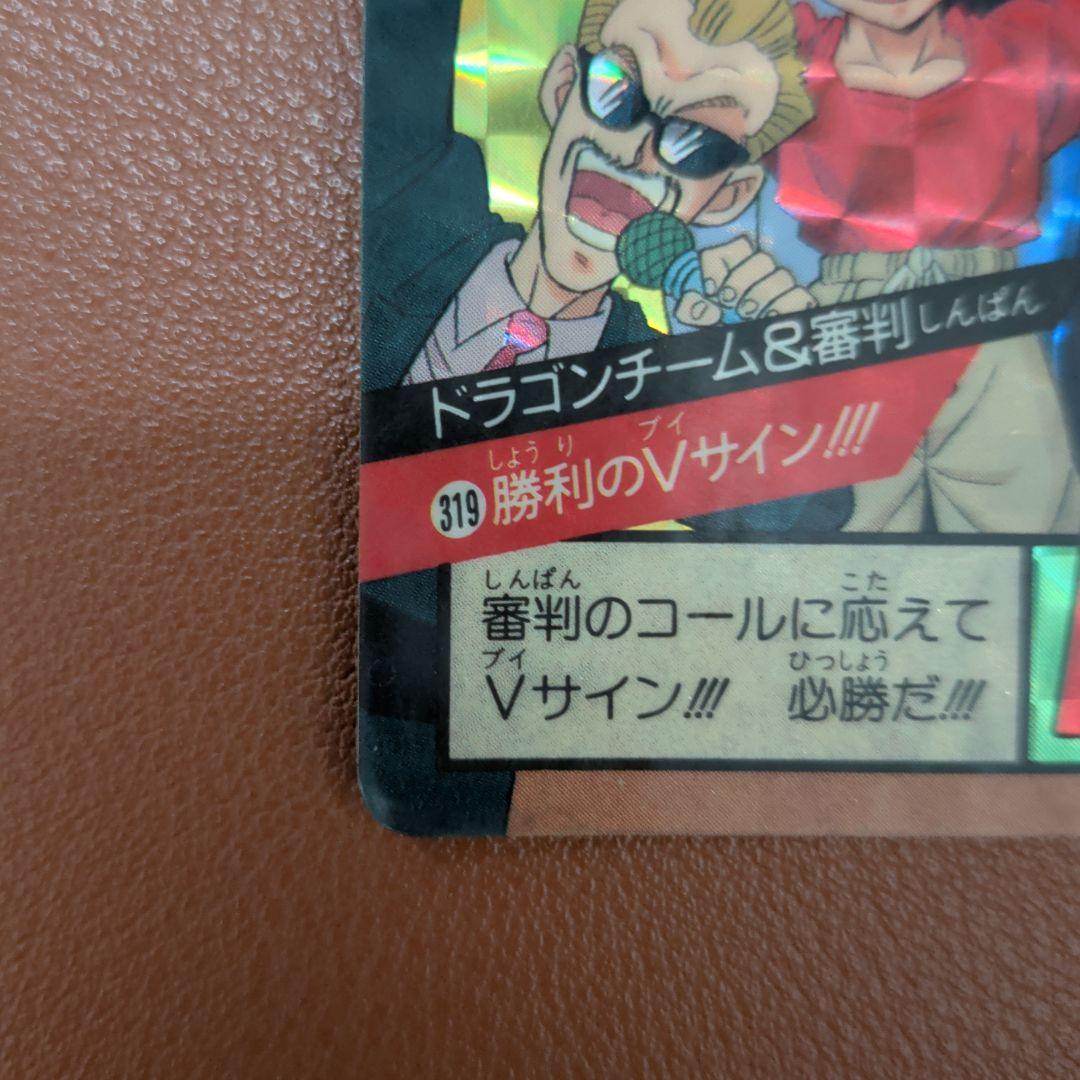 ドラゴンチーム&審判しんぱん
しょうり ブイ
319 勝利のVサイン!!!
しんぱん こた
審判のコールに応えて
ブイ ひっしょう
Vサイン!!! 必勝だ!!!